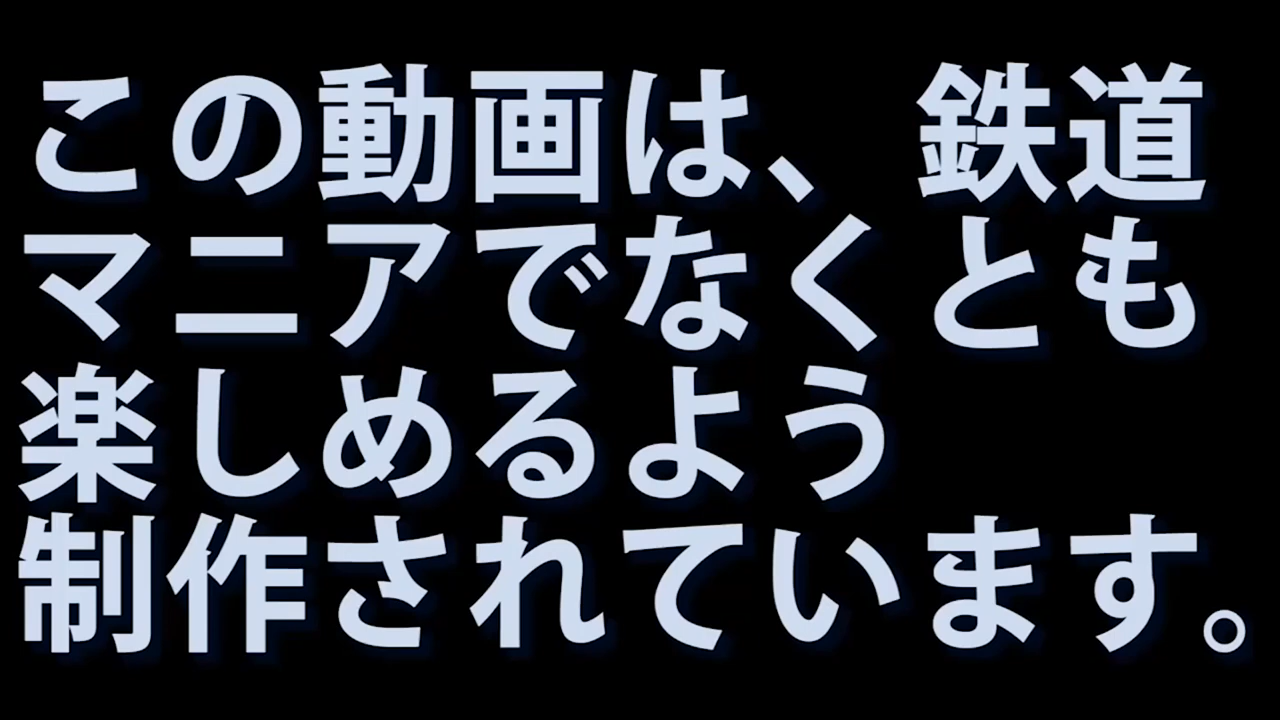 この動画は、鉄道
マニアでなくとも
楽しめるよう
制作されています。